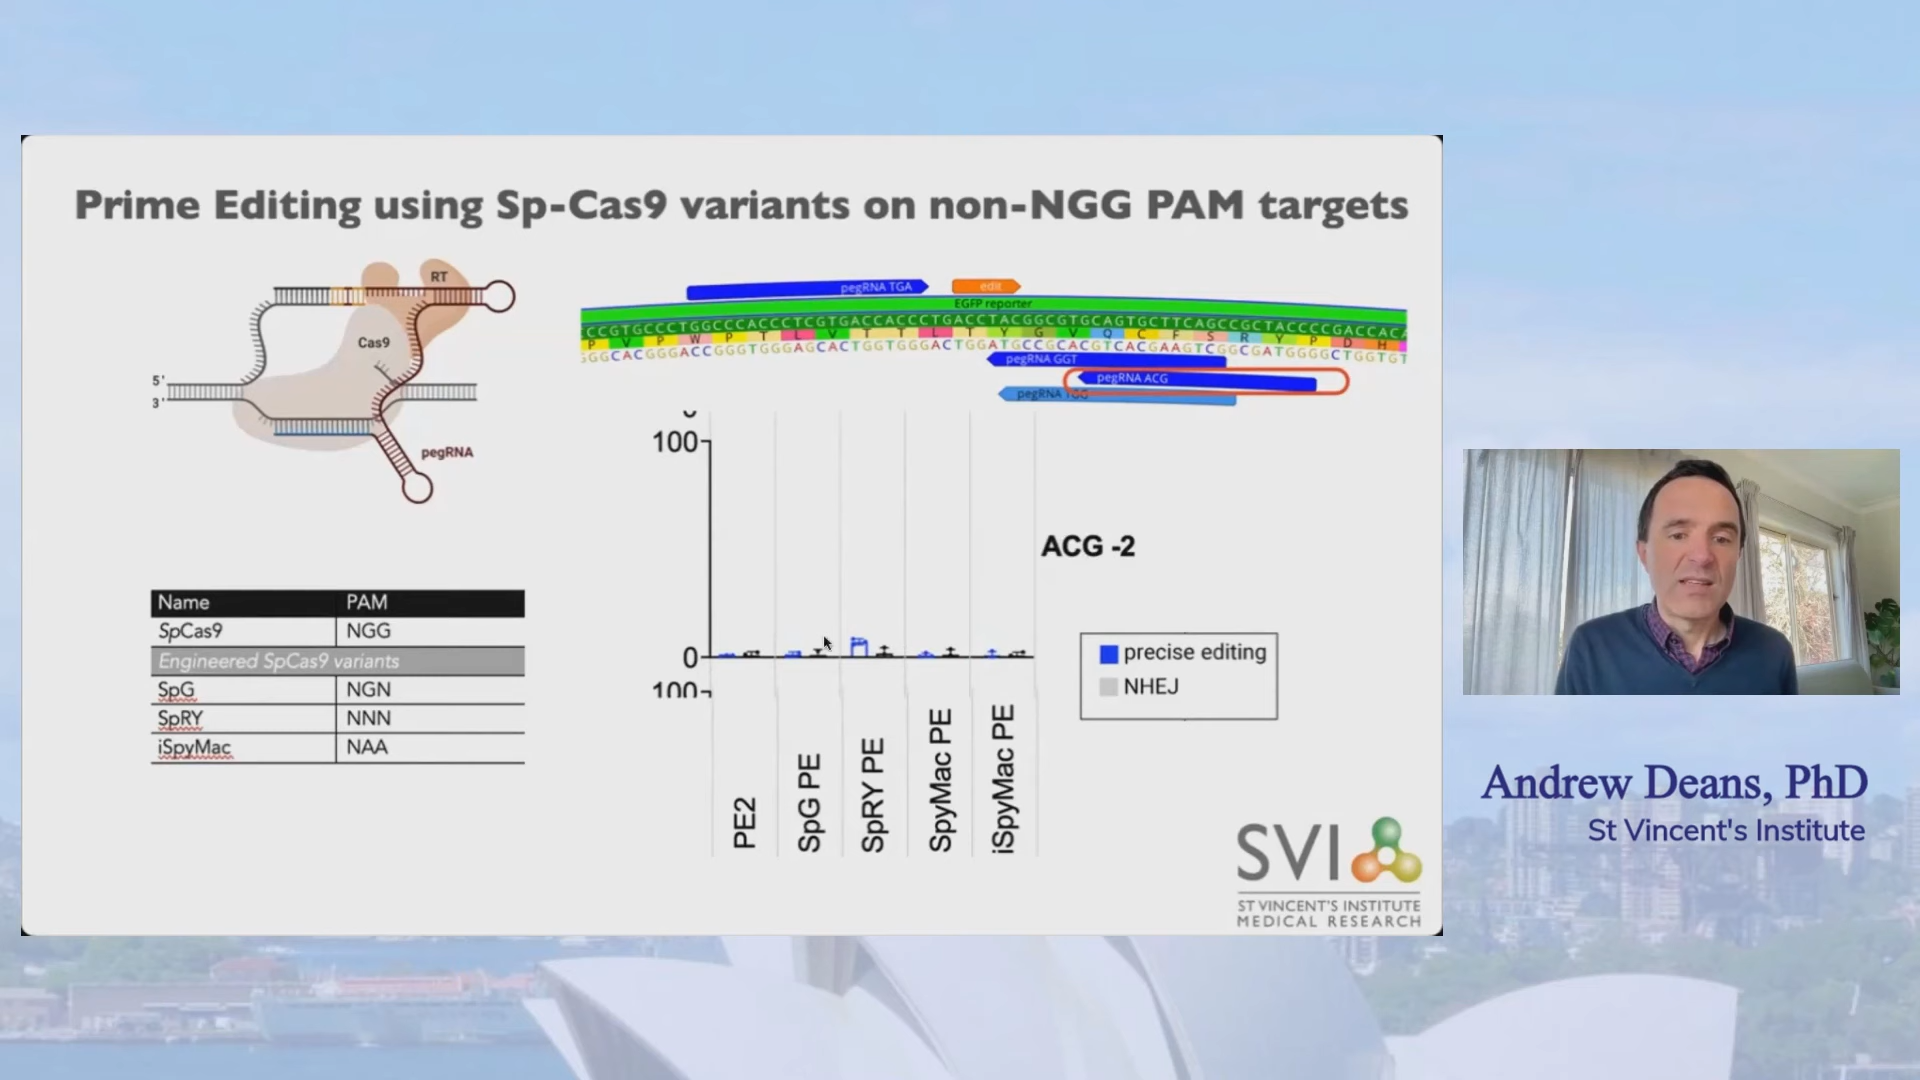 Prime Editing using Sp-Cas9 variants on non-NGG PAM targets
RT
Cas9
5'
3'
pegRNA
pegRNA TGA
edit
EGFP reporter
CCGTGCCCTGGCCCACCCTCGTGACCACCCTGACCTACGGCGTGCAGTGCTTCAGCCGCTACCCCGACCAC
P V P W P T L V T T L T Y G V Q C F S R Y P D H
GGGCACGGGACCGGGTGGGAGCACTGGTGGGACTGGATGCCGCACGTCACGAAGTCGGCGATGGGGCTGGTGT
pegRNA GGT
pegRNA ACG
pegRNA
100
0
100
ACG -2
precise editing
NHEJ
PE2
SpG PE
SpRY PE
SpyMac PE
iSpyMac PE
Name PAM
SpCas9 NGG
Engineered SpCas9 variants
SpG NGN
SpRY NNN
iSpyMac NAA
SVI
ST VINCENT'S INSTITUTE
MEDICAL RESEARCH
Andrew Deans, PhD
St Vincent's Institute